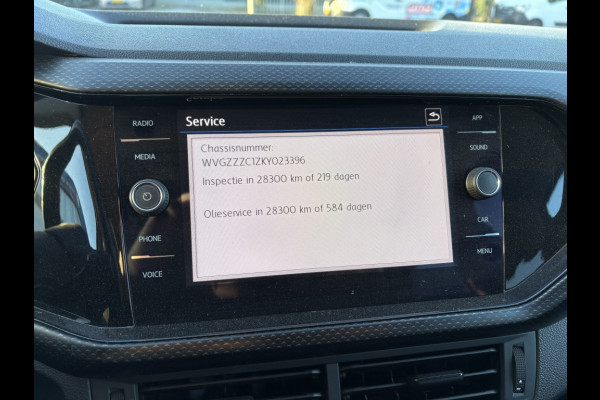 Service
RADIO
MEDIA
PHONE
VOICE
Chassisnummer:
WVGZZZC1ZKY023396
Inspectie in 28300 km of 219 dagen
Olieservice in 28300 km of 584 dagen
APP
SOUND
CAR
MENU